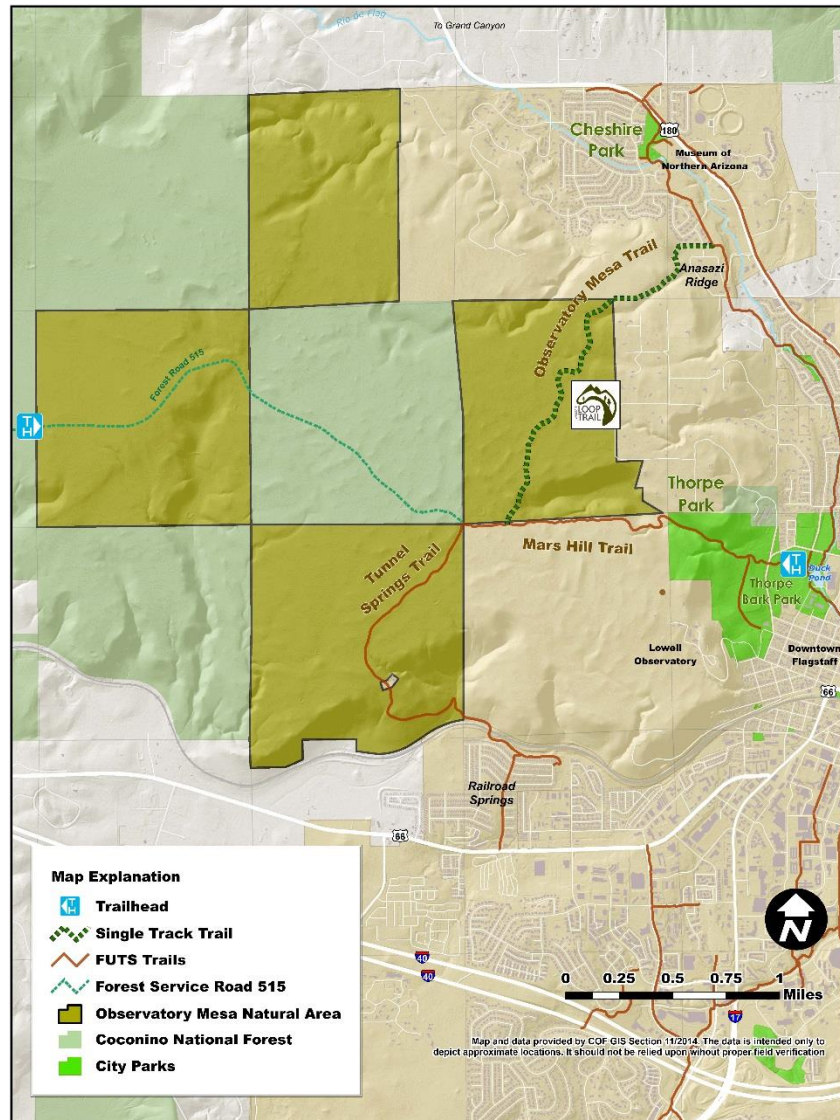 Rio de Flag
To Grand Canyon
Cheshire
Park
180
Museum of
Northern Arizona
Observatory Mesa Trail
Anasazi
Ridge
Forest Road 515
TH
LOOP
TRAIL
Thorpe
Park
Mars Hill Trail
Tunnel
Springs Trail
TH
Duck
Pond
Thorpe
Bark Park
Lowell
Observatory
Downtown
Flagstaff
66
Railroad
Springs
66
Map Explanation
TH Trailhead
Single Track Trail
FUTS Trails
Forest Service Road 515
Observatory Mesa Natural Area
Coconino National Forest
City Parks
40
40
N
0 0.25 0.5 0.75 1
Miles
17
Map and data provided by COF GIS Section 11/2014. The data is intended only to
depict approximate locations. It should not be relied upon wihout proper field verification